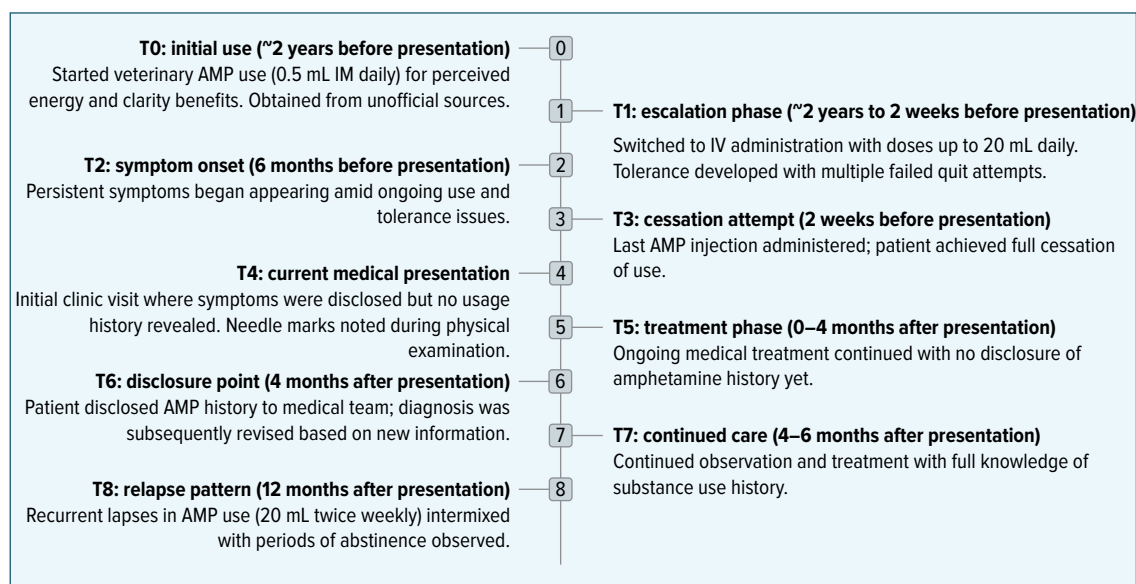 T0: initial use (~2 years before presentation)
0
Started veterinary AMP use (0.5 mL IM daily) for perceived
energy and clarity benefits. Obtained from unofficial sources.
1
T1: escalation phase (~2 years to 2 weeks before presentation)
Switched to IV administration with doses up to 20 mL daily.
Tolerance developed with multiple failed quit attempts.
T2: symptom onset (6 months before presentation)
2
Persistent symptoms began appearing amid ongoing use and
tolerance issues.
3
T3: cessation attempt (2 weeks before presentation)
Last AMP injection administered; patient achieved full cessation
of use.
T4: current medical presentation
4
Initial clinic visit where symptoms were disclosed but no usage
history revealed. Needle marks noted during physical
examination.
5
T5: treatment phase (0–4 months after presentation)
Ongoing medical treatment continued with no disclosure of
amphetamine history yet.
T6: disclosure point (4 months after presentation)
6
Patient disclosed AMP history to medical team; diagnosis was
subsequently revised based on new information.
7
T7: continued care (4–6 months after presentation)
Continued observation and treatment with full knowledge of
substance use history.
T8: relapse pattern (12 months after presentation)
8
Recurrent lapses in AMP use (20 mL twice weekly) intermixed
with periods of abstinence observed.